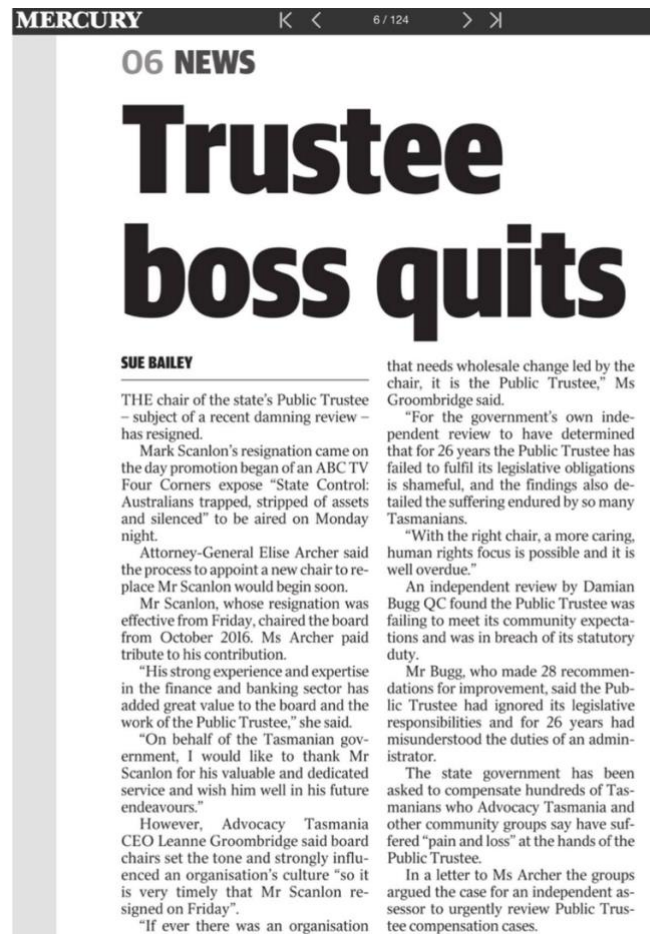 MERCURY
6 / 124
06 NEWS
Trustee
boss quits
SUE BAILEY
THE chair of the state's Public Trustee
– subject of a recent damning review –
has resigned.
Mark Scanlon's resignation came on
the day promotion began of an ABC TV
Four Corners expose “State Control:
Australians trapped, stripped of assets
and silenced” to be aired on Monday
night.
Attorney-General Elise Archer said
the process to appoint a new chair to re-
place Mr Scanlon would begin soon.
Mr Scanlon, whose resignation was
effective from Friday, chaired the board
from October 2016. Ms Archer paid
tribute to his contribution.
“His strong experience and expertise
in the finance and banking sector has
added great value to the board and the
work of the Public Trustee,” she said.
“On behalf of the Tasmanian gov-
ernment, I would like to thank Mr
Scanlon for his valuable and dedicated
service and wish him well in his future
endeavours.”
However, Advocacy Tasmania
CEO Leanne Groombridge said board
chairs set the tone and strongly influ-
enced an organisation's culture “so it
is very timely that Mr Scanlon re-
signed on Friday”.
“If ever there was an organisation
that needs wholesale change led by the
chair, it is the Public Trustee,” Ms
Groombridge said.
“For the government's own inde-
pendent review to have determined
that for 26 years the Public Trustee has
failed to fulfil its legislative obligations
is shameful, and the findings also de-
tailed the suffering endured by so many
Tasmanians.
“With the right chair, a more caring,
human rights focus is possible and it is
well overdue.”
An independent review by Damian
Bugg QC found the Public Trustee was
failing to meet its community expecta-
tions and was in breach of its statutory
duty.
Mr Bugg, who made 28 recommen-
dations for improvement, said the Pub-
lic Trustee had ignored its legislative
responsibilities and for 26 years had
misunderstood the duties of an admin-
istrator.
The state government has been
asked to compensate hundreds of Tas-
manians who Advocacy Tasmania and
other community groups say have suf-
fered “pain and loss” at the hands of the
Public Trustee.
In a letter to Ms Archer the groups
argued the case for an independent as-
sessor to urgently review Public Trus-
tee compensation cases.